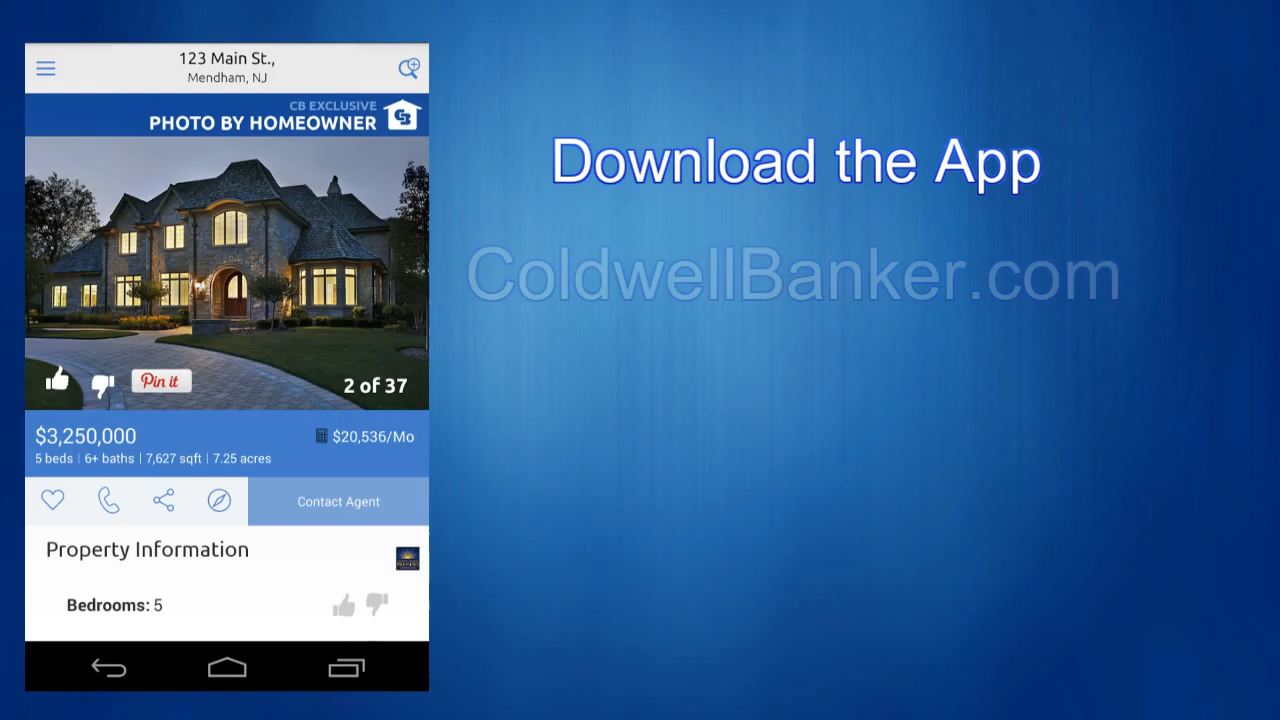 123 Main St.,
Mendham, NJ
CB EXCLUSIVE
PHOTO BY HOMEOWNER
CB
Pin it
2 of 37
$3,250,000
$20,536/Mo
5 beds | 6+ baths | 7,627 sqft | 7.25 acres
Contact Agent
Property Information
PREVIEWS
Bedrooms: 5
Download the App
ColdwellBanker.com